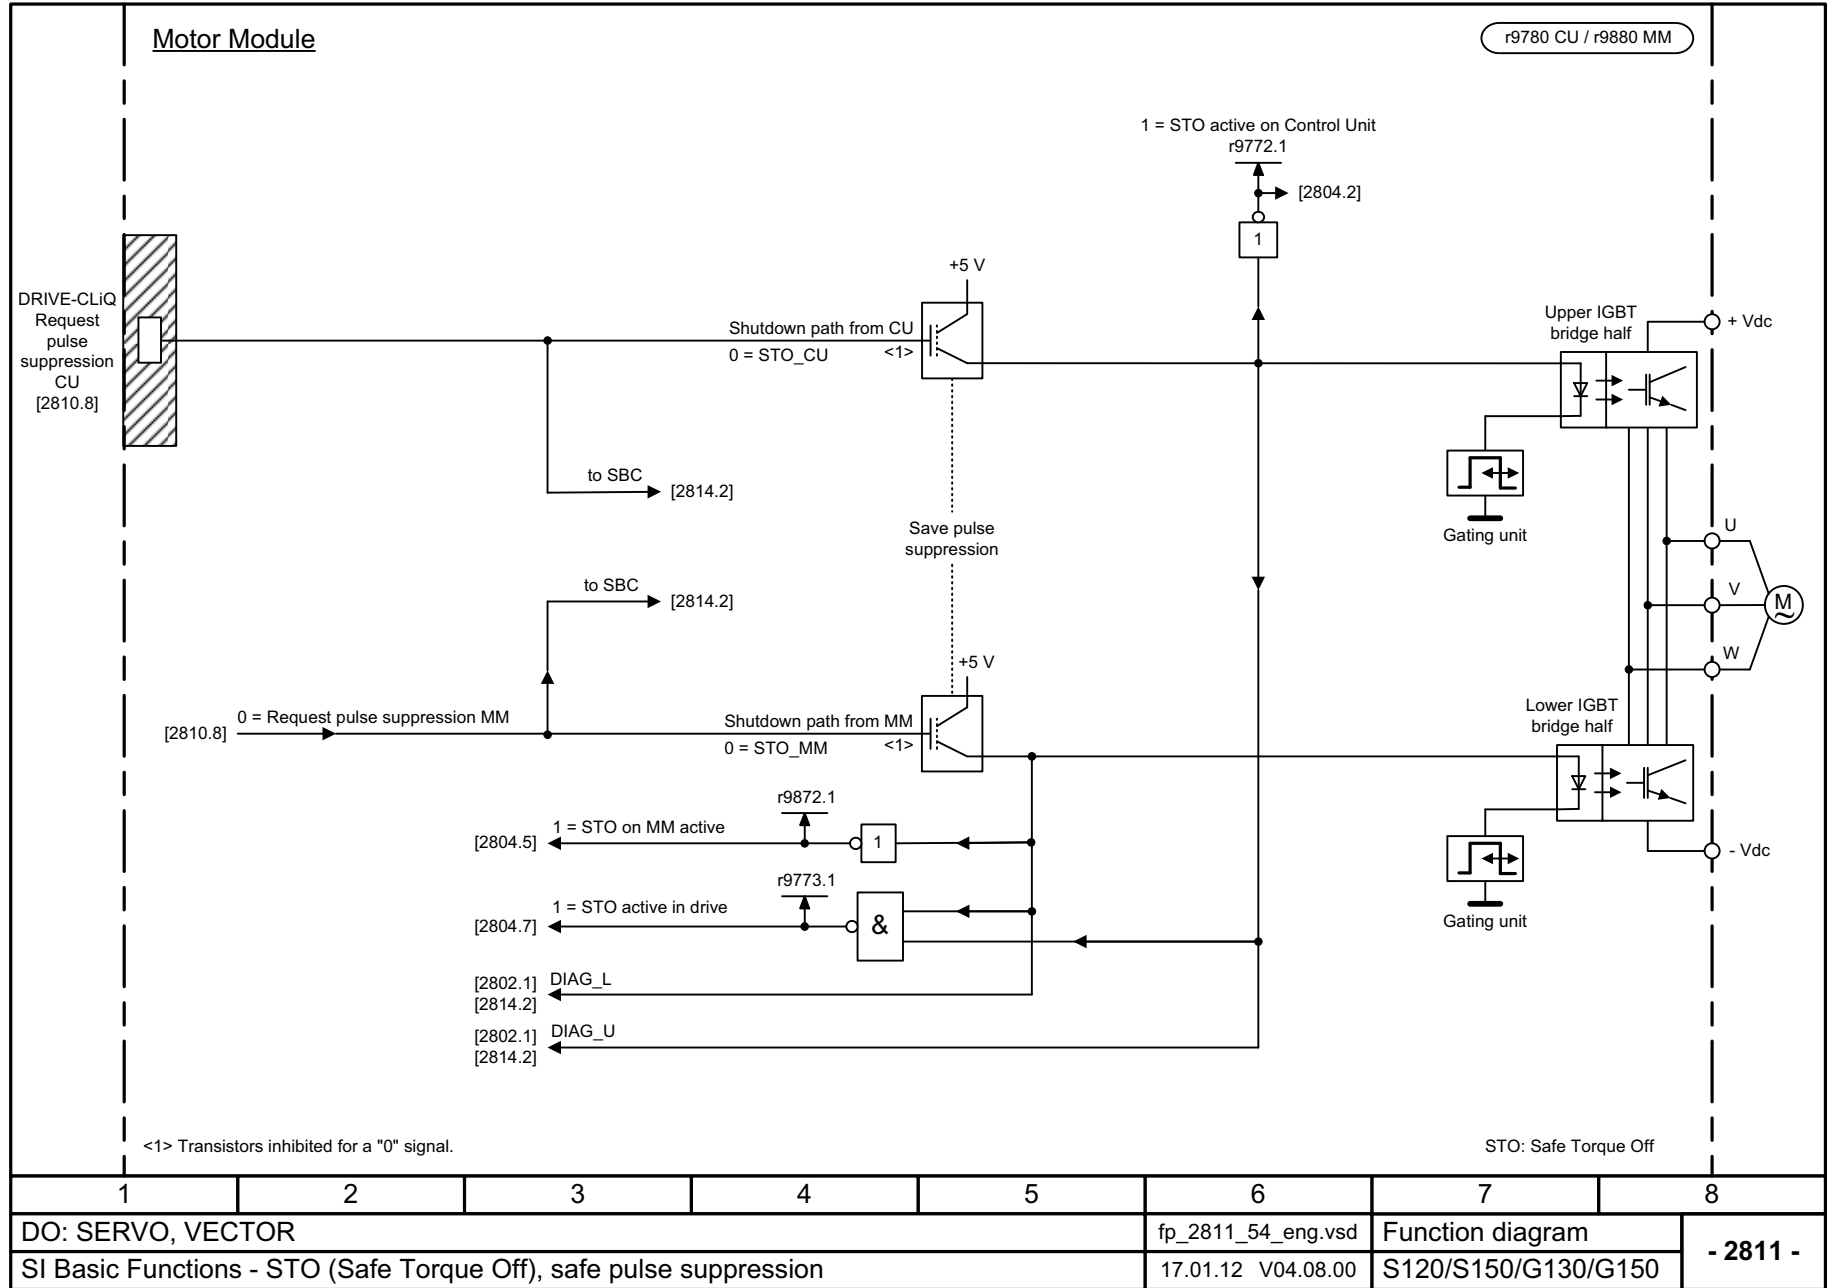 Motor Module
r9780 CU / r9880 MM
1 = STO active on Control Unit
r9772.1
[2804.2]
1
+5 V
DRIVE-CLiQ
Request
pulse
suppression
CU
[2810.8]
Shutdown path from CU
0 = STO_CU
<1>
Upper IGBT
bridge half
+ Vdc
to SBC
[2814.2]
Gating unit
Save pulse
suppression
U
V
W
M
~
to SBC
[2814.2]
+5 V
[2810.8]
0 = Request pulse suppression MM
Shutdown path from MM
0 = STO_MM
<1>
Lower IGBT
bridge half
r9872.1
[2804.5]
1 = STO on MM active
1
- Vdc
r9773.1
[2804.7]
1 = STO active in drive
&
Gating unit
[2802.1]
[2814.2]
DIAG_L
[2802.1]
[2814.2]
DIAG_U
<1> Transistors inhibited for a "0" signal.
STO: Safe Torque Off
1 2 3 4 5 6 7 8
DO: SERVO, VECTOR
fp_2811_54_eng.vsd
Function diagram
- 2811 -
SI Basic Functions - STO (Safe Torque Off), safe pulse suppression
17.01.12 V04.08.00
S120/S150/G130/G150